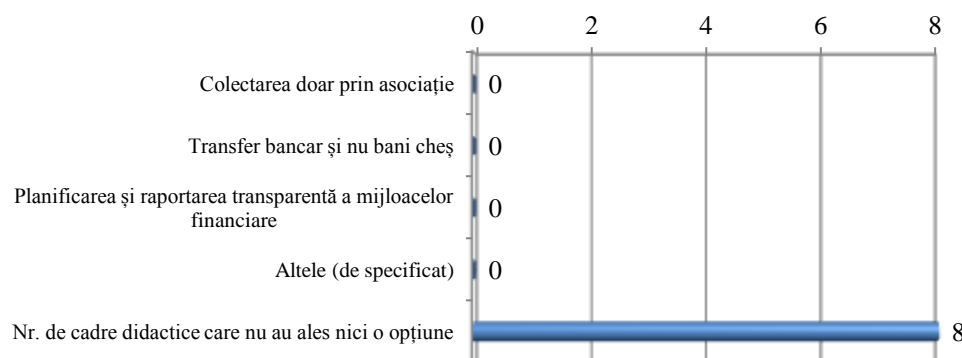 0 2 4 6 8
Colectarea doar prin asociație 0
Transfer bancar și nu bani cheș 0
Planificarea și raportarea transparentă a mijloacelor
financiare 0
Altele (de specificat) 0
Nr. de cadre didactice care nu au ales nici o opțiune 8